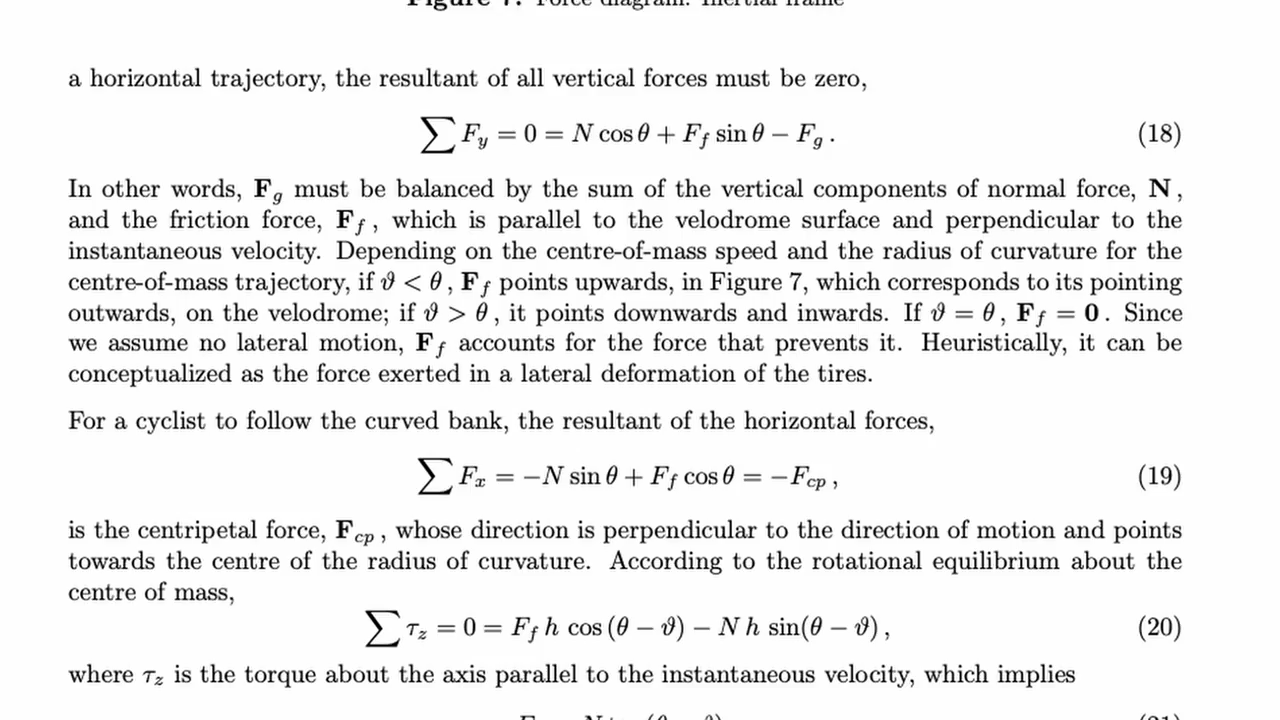 Figure 7. Force diagram: Inertial frame
a horizontal trajectory, the resultant of all vertical forces must be zero,
∑ F_y = 0 = N cos θ + F_f sin θ − F_g . (18)
In other words, F_g must be balanced by the sum of the vertical components of normal force, N ,
and the friction force, F_f , which is parallel to the velodrome surface and perpendicular to the
instantaneous velocity. Depending on the centre-of-mass speed and the radius of curvature for the
centre-of-mass trajectory, if ϑ < θ , F_f points upwards, in Figure 7, which corresponds to its pointing
outwards, on the velodrome; if ϑ > θ , it points downwards and inwards. If ϑ = θ , F_f = 0 . Since
we assume no lateral motion, F_f accounts for the force that prevents it. Heuristically, it can be
conceptualized as the force exerted in a lateral deformation of the tires.
For a cyclist to follow the curved bank, the resultant of the horizontal forces,
∑ F_x = −N sin θ + F_f cos θ = −F_cp , (19)
is the centripetal force, F_cp , whose direction is perpendicular to the direction of motion and points
towards the centre of the radius of curvature. According to the rotational equilibrium about the
centre of mass,
∑ τ_z = 0 = F_f h cos (θ − ϑ) − N h sin(θ − ϑ) , (20)
where τ_z is the torque about the axis parallel to the instantaneous velocity, which implies